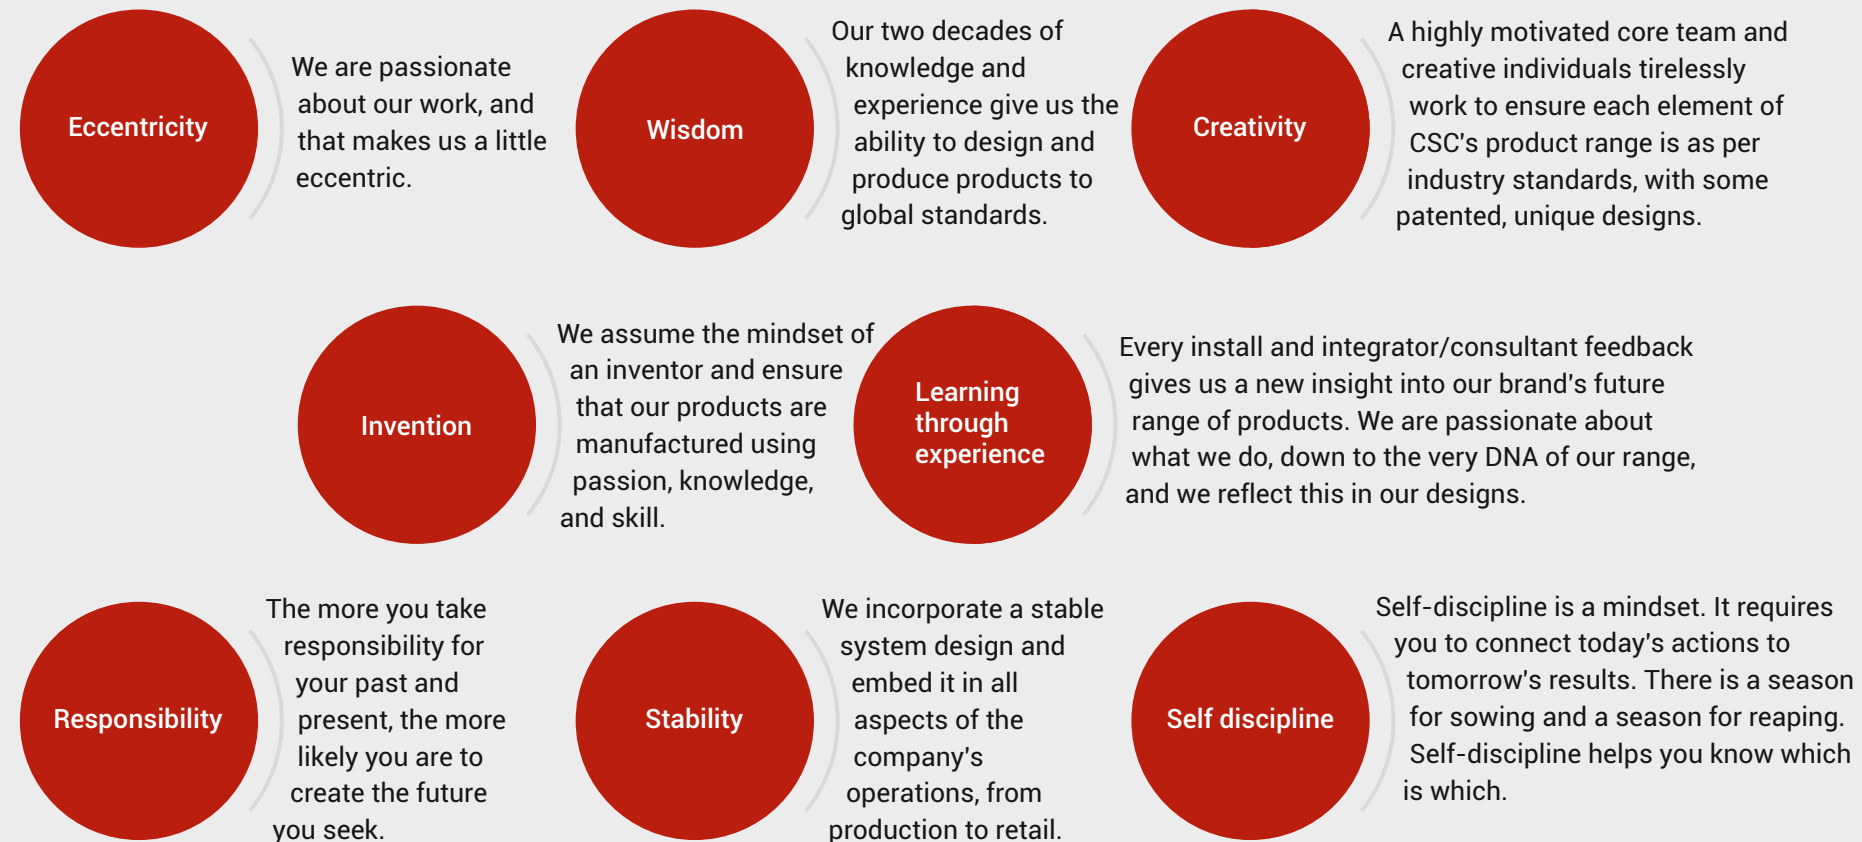 Eccentricity
We are passionate
about our work, and
that makes us a little
eccentric.
Wisdom
Our two decades of
knowledge and
experience give us the
ability to design and
produce products to
global standards.
Creativity
A highly motivated core team and
creative individuals tirelessly
work to ensure each element of
CSC's product range is as per
industry standards, with some
patented, unique designs.
Invention
We assume the mindset of
an inventor and ensure
that our products are
manufactured using
passion, knowledge,
and skill.
Learning
through
experience
Every install and integrator/consultant feedback
gives us a new insight into our brand's future
range of products. We are passionate about
what we do, down to the very DNA of our range,
and we reflect this in our designs.
Responsibility
The more you take
responsibility for
your past and
present, the more
likely you are to
create the future
you seek.
Stability
We incorporate a stable
system design and
embed it in all
aspects of the
company's
operations, from
production to retail.
Self discipline
Self-discipline is a mindset. It requires
you to connect today's actions to
tomorrow's results. There is a season
for sowing and a season for reaping.
Self-discipline helps you know which
is which.